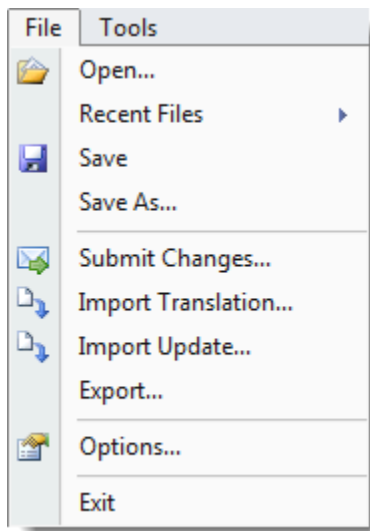 File Tools
Open...
Recent Files
Save
Save As...
Submit Changes...
Import Translation...
Import Update...
Export...
Options...
Exit